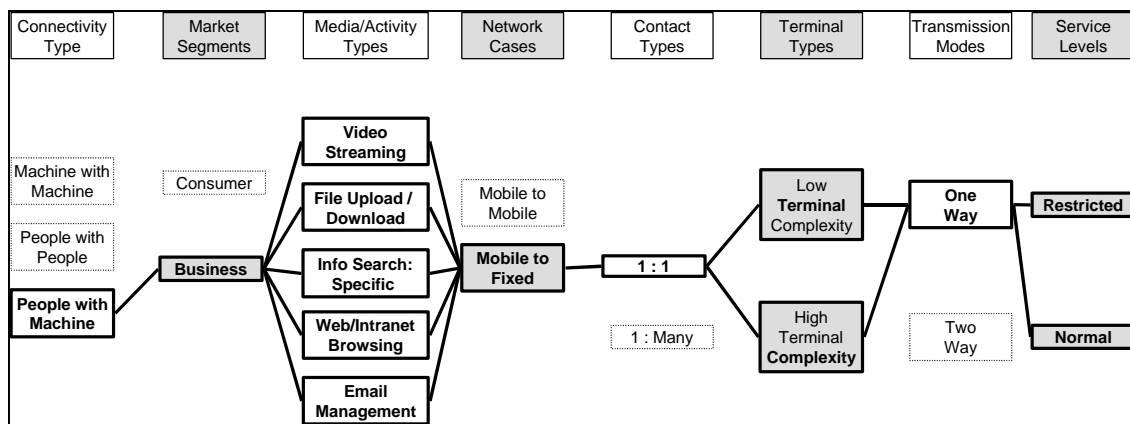 Connectivity
Type
Market
Segments
Media/Activity
Types
Network
Cases
Contact
Types
Terminal
Types
Transmission
Modes
Service
Levels
Machine with
Machine
People with
People
People with
Machine
Consumer
Business
Video
Streaming
File Upload /
Download
Info Search:
Specific
Web/Intranet
Browsing
Email
Management
Mobile to
Mobile
Mobile to
Fixed
1 : 1
1 : Many
Low
Terminal
Complexity
High
Terminal
Complexity
One
Way
Two
Way
Restricted
Normal